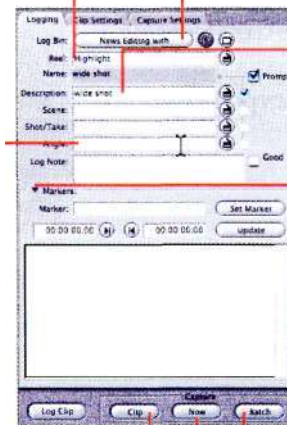 Logging Clip Settings Capture Settings
Log Bin: News Editing with
Reel: Highlight
Name: wide shot Promp
Description: wide shot
Scene:
Shot/Take:
Angle:
Log Note: Good
Markers
Marker: Set Marker
00:00:00:00 00:00:00:00 Update
Capture
Log Clip Clip Now Batch